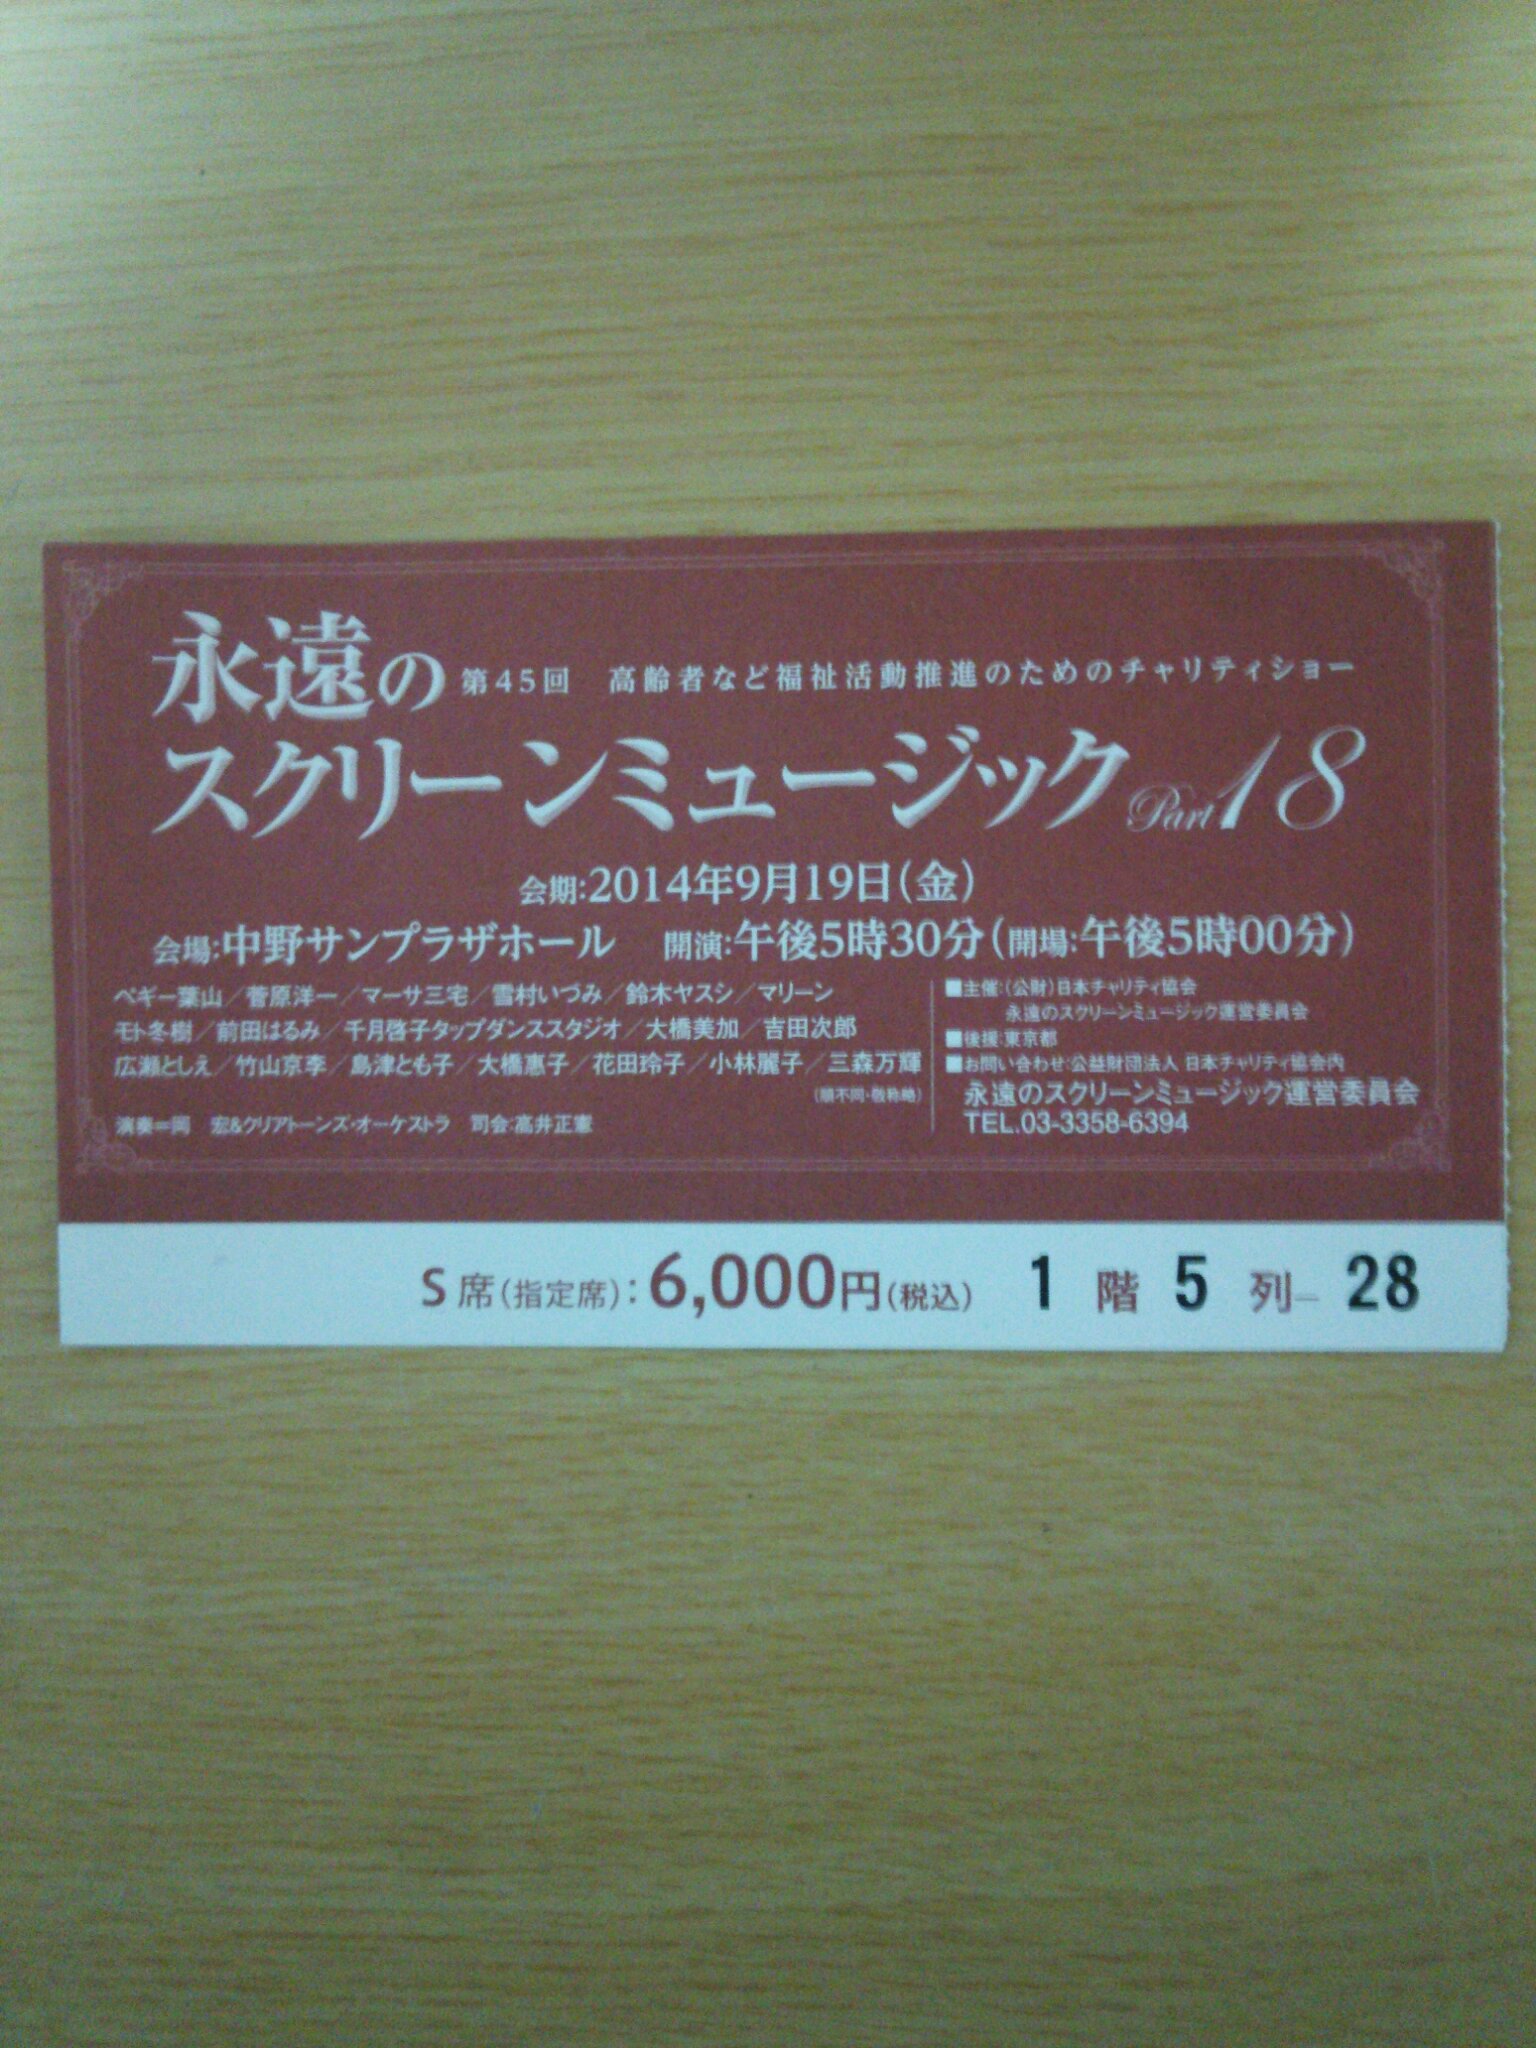 永遠の 第45回 高齢者など福祉活動推進のためのチャリティショー
スクリーンミュージック Part 18
会期:2014年9月19日(金)
会場:中野サンプラザホール 開演:午後5時30分(開場:午後5時00分)
ペギー葉山／菅原洋一／マーサ三宅／雪村いづみ／鈴木ヤスシ／マリーン
モト冬樹／前田はるみ／千月啓子タップダンススタジオ／大橋美加／吉田次郎
広瀬としえ／竹山京李／島津とも子／大橋恵子／花田玲子／小林麗子／三森万輝
(順不同・敬称略)
演奏=岡 宏&クリアトーンズ・オーケストラ 司会:高井正憲
■主催:(公財)日本チャリティ協会
永遠のスクリーンミュージック運営委員会
■後援:東京都
■お問い合わせ:公益財団法人 日本チャリティ協会内
永遠のスクリーンミュージック運営委員会
TEL.03-3358-6394
S席(指定席):6,000円(税込) 1 階 5 列— 28